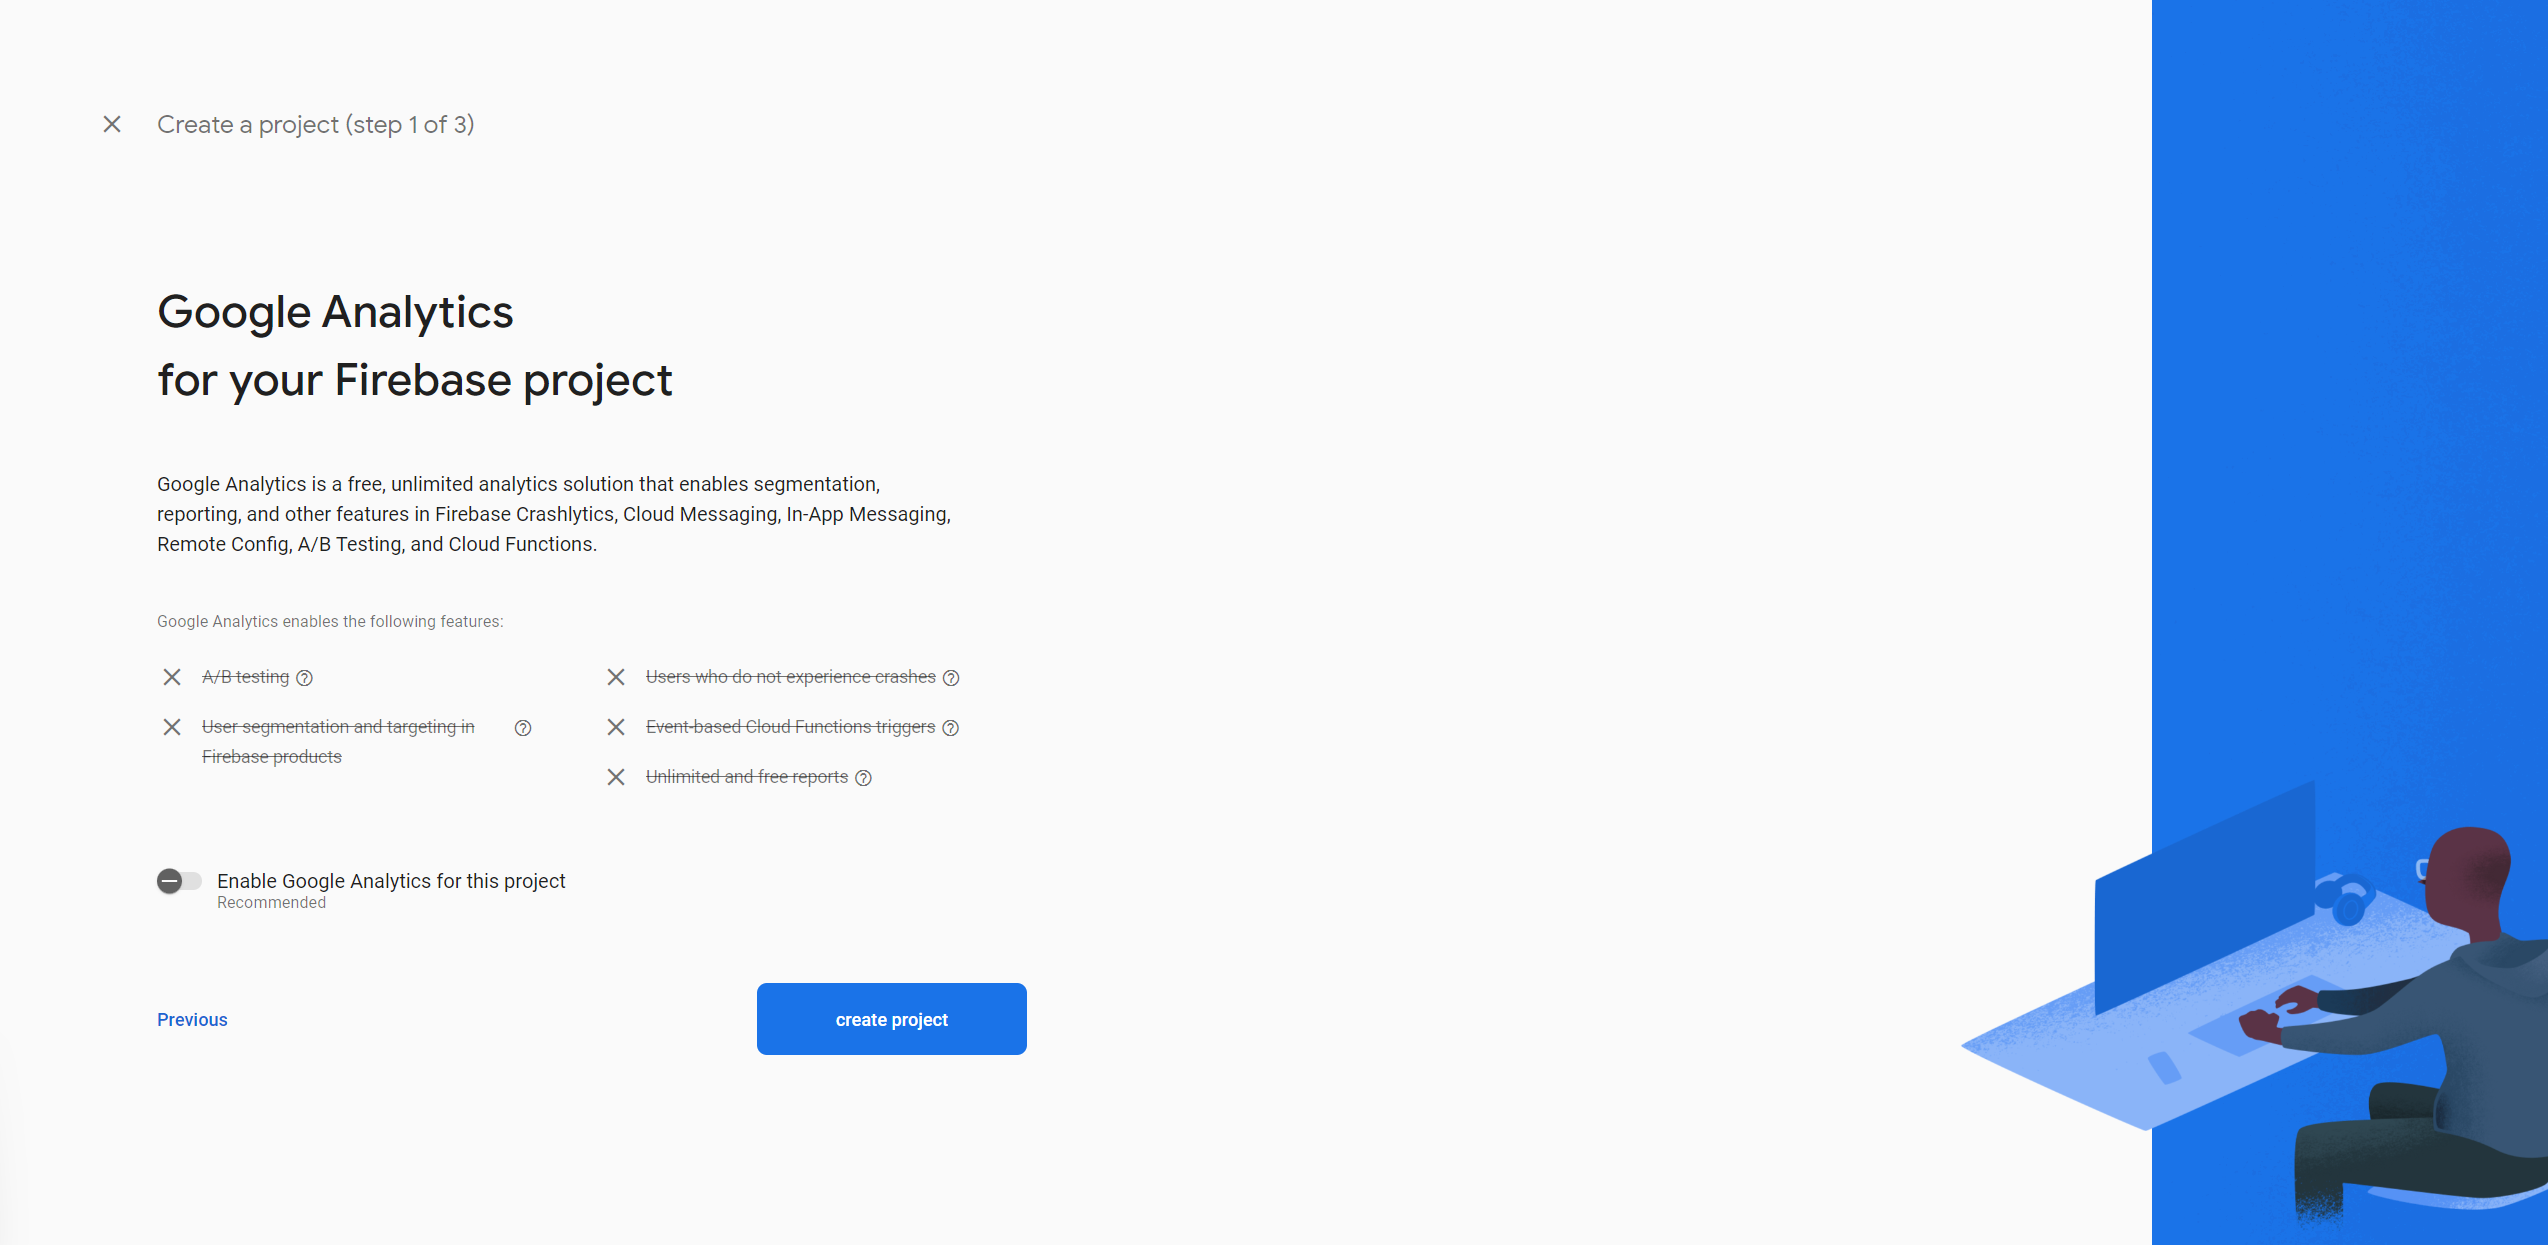 Create a project (step 1 of 3)
Google Analytics
for your Firebase project
Google Analytics is a free, unlimited analytics solution that enables segmentation,
reporting, and other features in Firebase Crashlytics, Cloud Messaging, In-App Messaging,
Remote Config, A/B Testing, and Cloud Functions.
Google Analytics enables the following features:
A/B testing
User segmentation and targeting in
Firebase products
Users who do not experience crashes
Event-based Cloud Functions triggers
Unlimited and free reports
Enable Google Analytics for this project
Recommended
Previous
create project